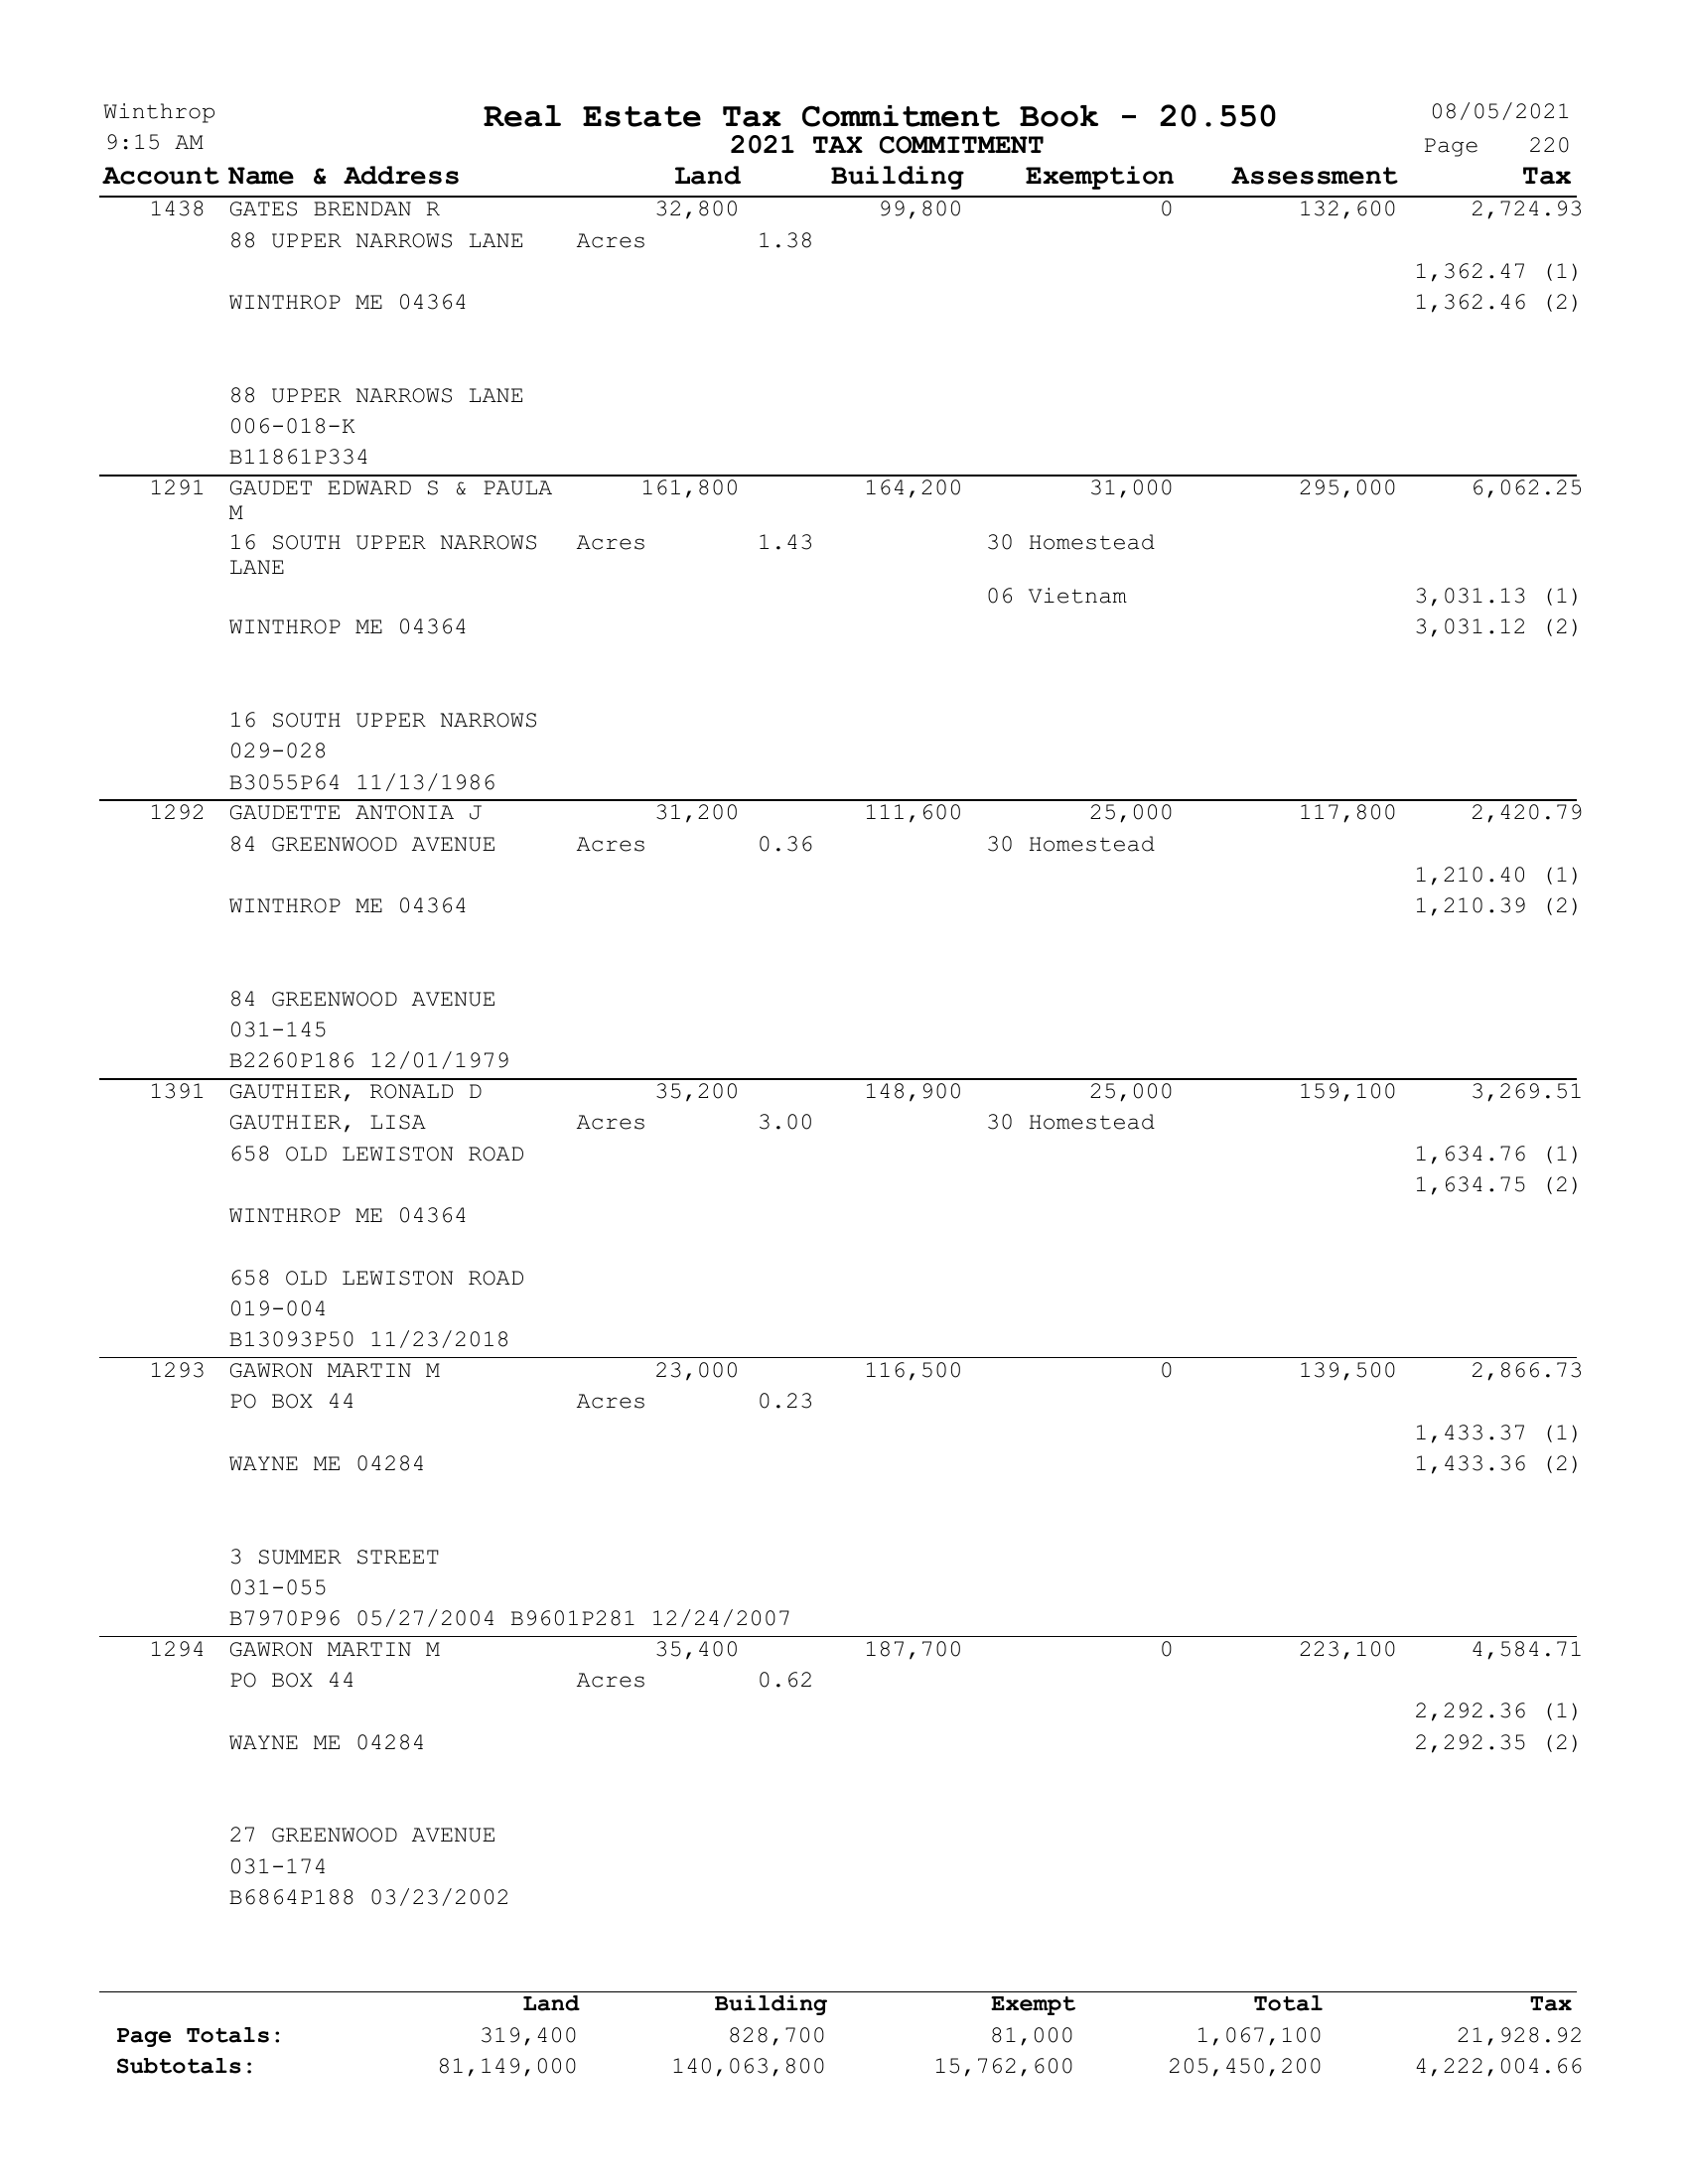 Winthrop Real Estate Tax Commitment Book - 20.550 08/05/2021
9:15 AM 2021 TAX COMMITMENT Page 220
Account Name & Address Land Building Exemption Assessment Tax
1438 GATES BRENDAN R 32,800 99,800 0 132,600 2,724.93
88 UPPER NARROWS LANE Acres 1.38
1,362.47 (1)
WINTHROP ME 04364 1,362.46 (2)
88 UPPER NARROWS LANE
006-018-K
B11861P334
1291 GAUDET EDWARD S & PAULA 161,800 164,200 31,000 295,000 6,062.25
M
16 SOUTH UPPER NARROWS Acres 1.43 30 Homestead
LANE
06 Vietnam 3,031.13 (1)
WINTHROP ME 04364 3,031.12 (2)
16 SOUTH UPPER NARROWS
029-028
B3055P64 11/13/1986
1292 GAUDETTE ANTONIA J 31,200 111,600 25,000 117,800 2,420.79
84 GREENWOOD AVENUE Acres 0.36 30 Homestead
1,210.40 (1)
WINTHROP ME 04364 1,210.39 (2)
84 GREENWOOD AVENUE
031-145
B2260P186 12/01/1979
1391 GAUTHIER, RONALD D 35,200 148,900 25,000 159,100 3,269.51
GAUTHIER, LISA Acres 3.00 30 Homestead
658 OLD LEWISTON ROAD 1,634.76 (1)
1,634.75 (2)
WINTHROP ME 04364
658 OLD LEWISTON ROAD
019-004
B13093P50 11/23/2018
1293 GAWRON MARTIN M 23,000 116,500 0 139,500 2,866.73
PO BOX 44 Acres 0.23
1,433.37 (1)
WAYNE ME 04284 1,433.36 (2)
3 SUMMER STREET
031-055
B7970P96 05/27/2004 B9601P281 12/24/2007
1294 GAWRON MARTIN M 35,400 187,700 0 223,100 4,584.71
PO BOX 44 Acres 0.62
2,292.36 (1)
WAYNE ME 04284 2,292.35 (2)
27 GREENWOOD AVENUE
031-174
B6864P188 03/23/2002
Land Building Exempt Total Tax
Page Totals: 319,400 828,700 81,000 1,067,100 21,928.92
Subtotals: 81,149,000 140,063,800 15,762,600 205,450,200 4,222,004.66